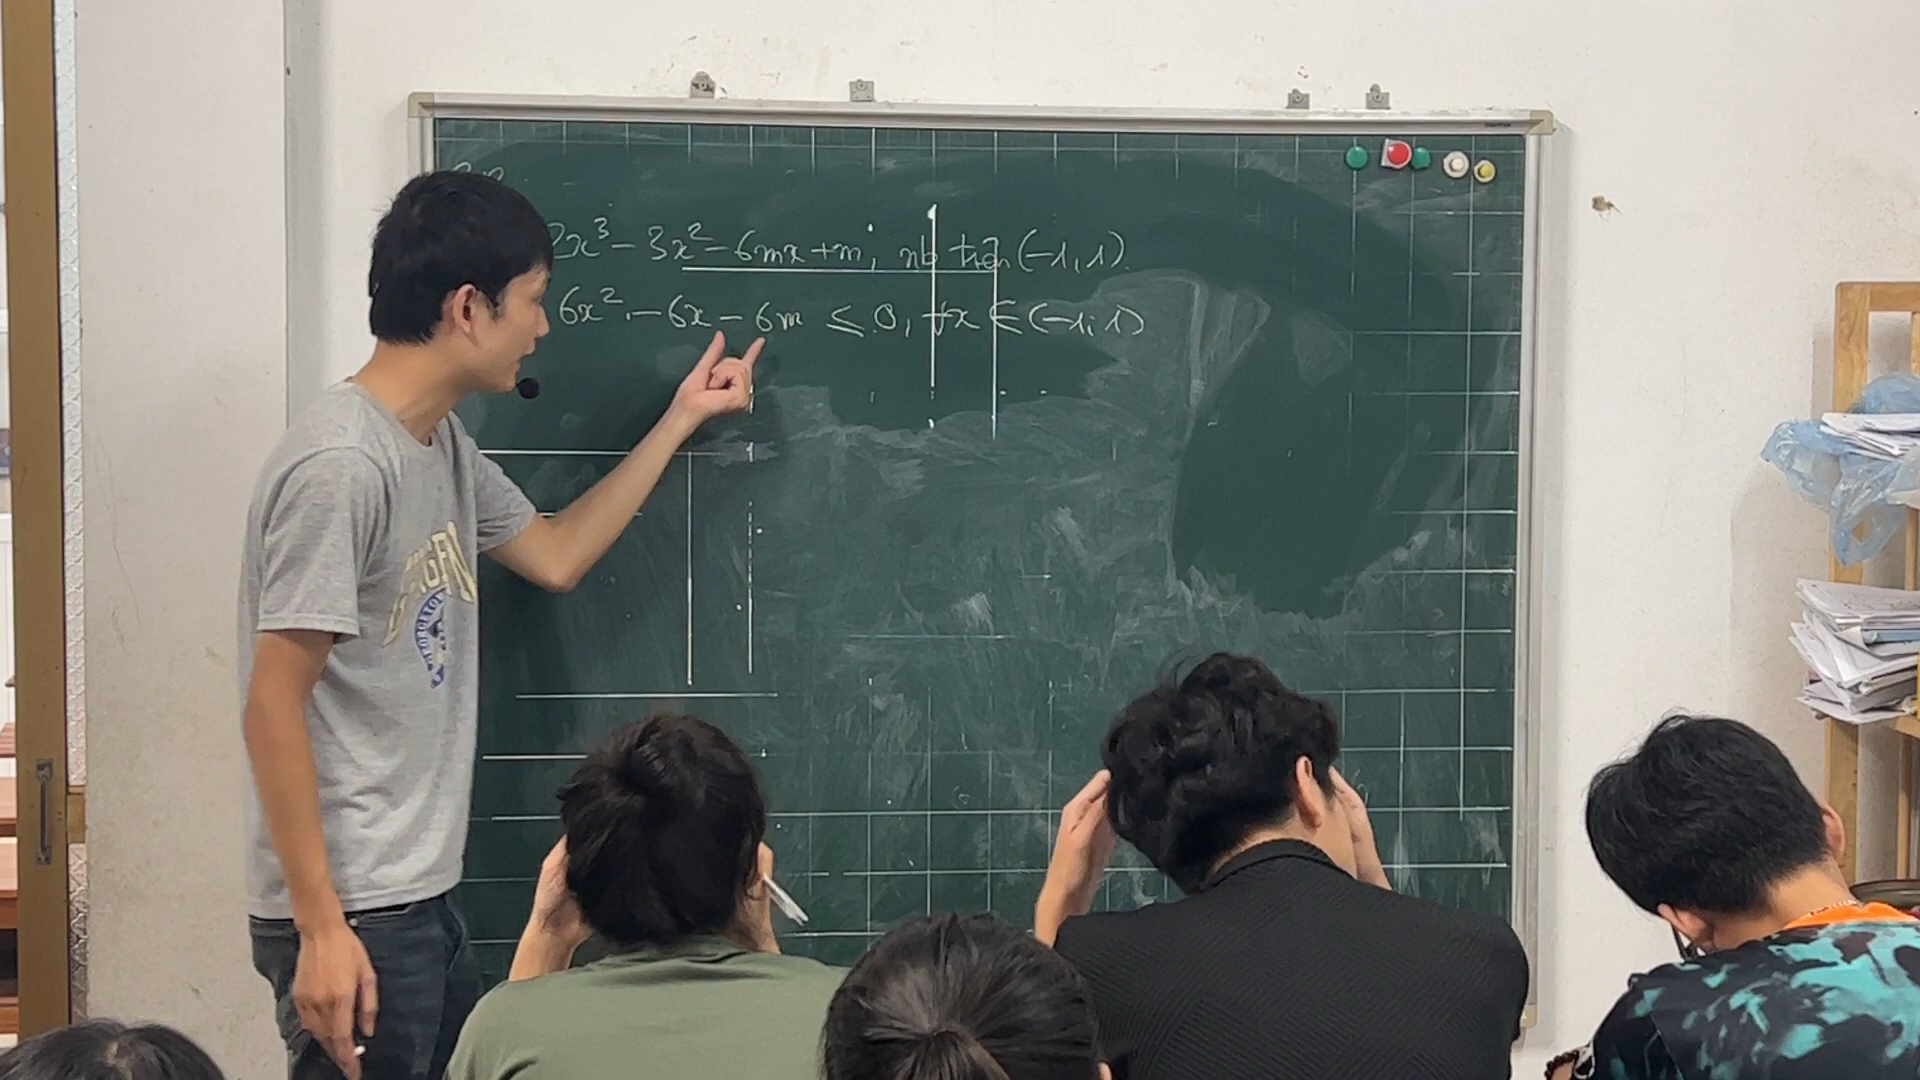 2x³ - 3x² - 6mx + m, nb trên (-1, 1).
6x² - 6x - 6m ≤ 0, ∀x ∈ (-1; 1)